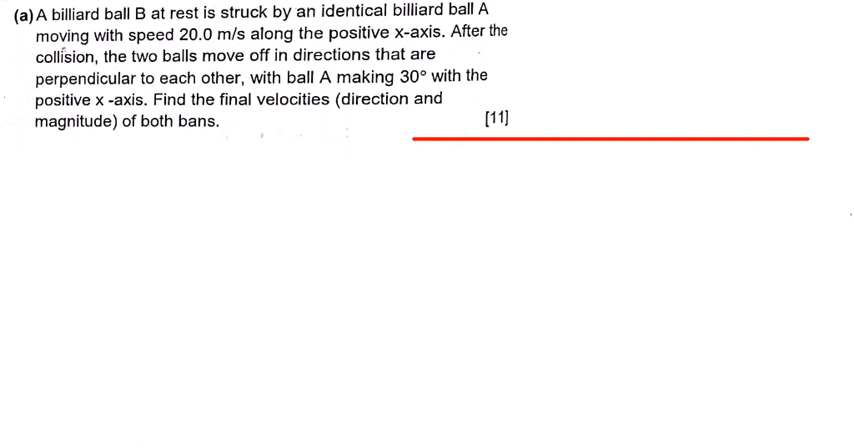 (a) A billiard ball B at rest is struck by an identical billiard ball A
moving with speed 20.0 m/s along the positive x-axis. After the
collision, the two balls move off in directions that are
perpendicular to each other, with ball A making 30° with the
positive x -axis. Find the final velocities (direction and
magnitude) of both bans. [11]